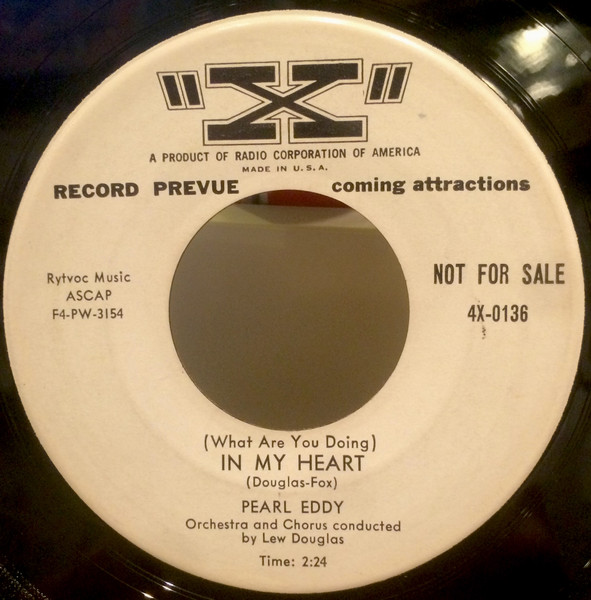 "X"
A PRODUCT OF RADIO CORPORATION OF AMERICA
MADE IN U.S.A.
RECORD PREVUE coming attractions
Rytvoc Music
ASCAP
F4-PW-3154
NOT FOR SALE
4X-0136
(What Are You Doing)
IN MY HEART
(Douglas-Fox)
PEARL EDDY
Orchestra and Chorus conducted
by Lew Douglas
Time: 2:24